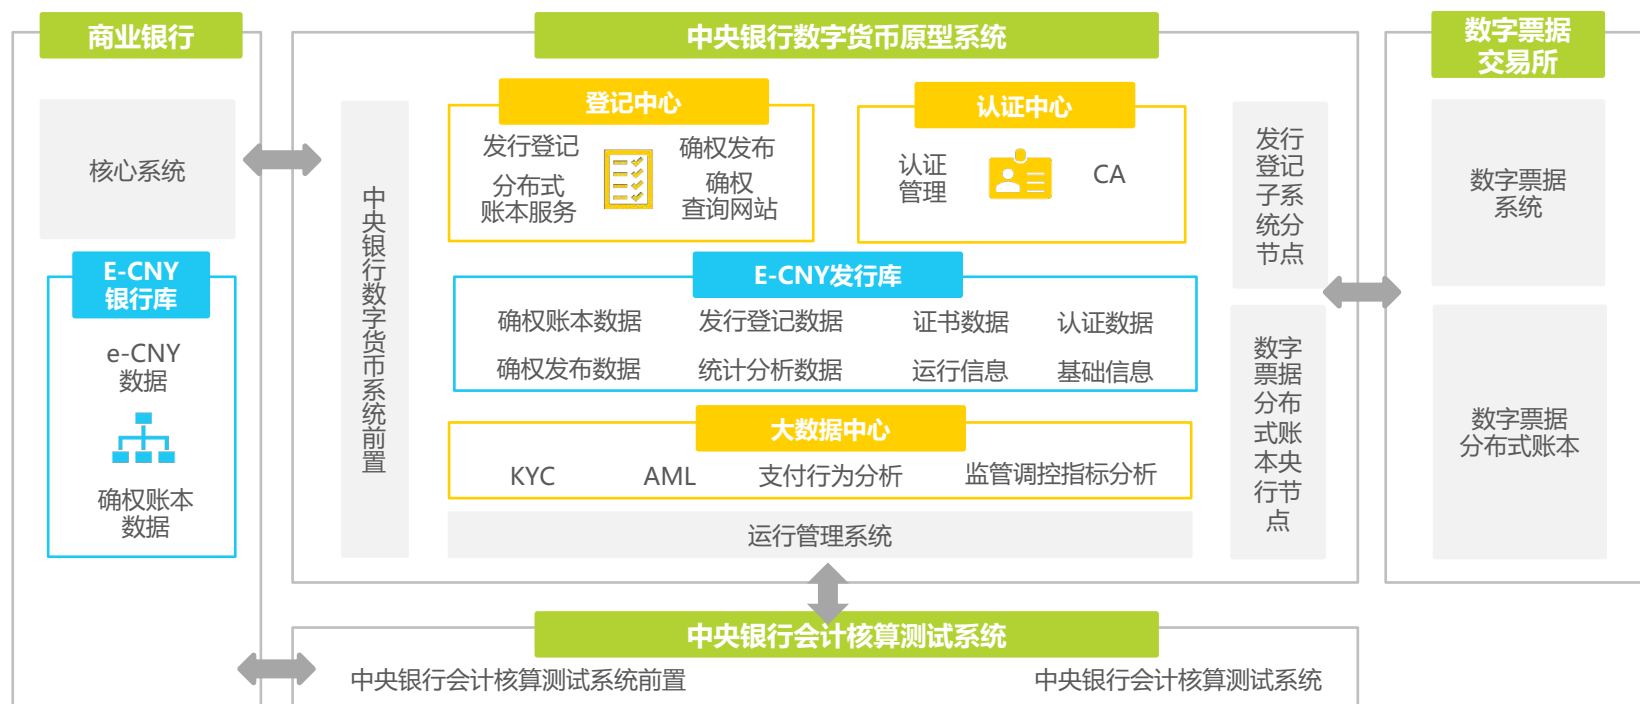 商业银行
核心系统
E-CNY
银行库
e-CNY
数据
确权账本
数据
中央银行数字货币原型系统
中央银行数字货币系统前置
登记中心
发行登记
确权发布
分布式
账本服务
确权
查询网站
认证中心
认证
管理
CA
E-CNY发行库
确权账本数据
发行登记数据
证书数据
认证数据
确权发布数据
统计分析数据
运行信息
基础信息
大数据中心
KYC
AML
支付行为分析
监管调控指标分析
运行管理系统
发行
登记
子系
统分
节点
数字
票据
分布
式账
本央
行节
点
数字票据
交易所
数字票据
系统
数字票据
分布式账本
中央银行会计核算测试系统
中央银行会计核算测试系统前置
中央银行会计核算测试系统